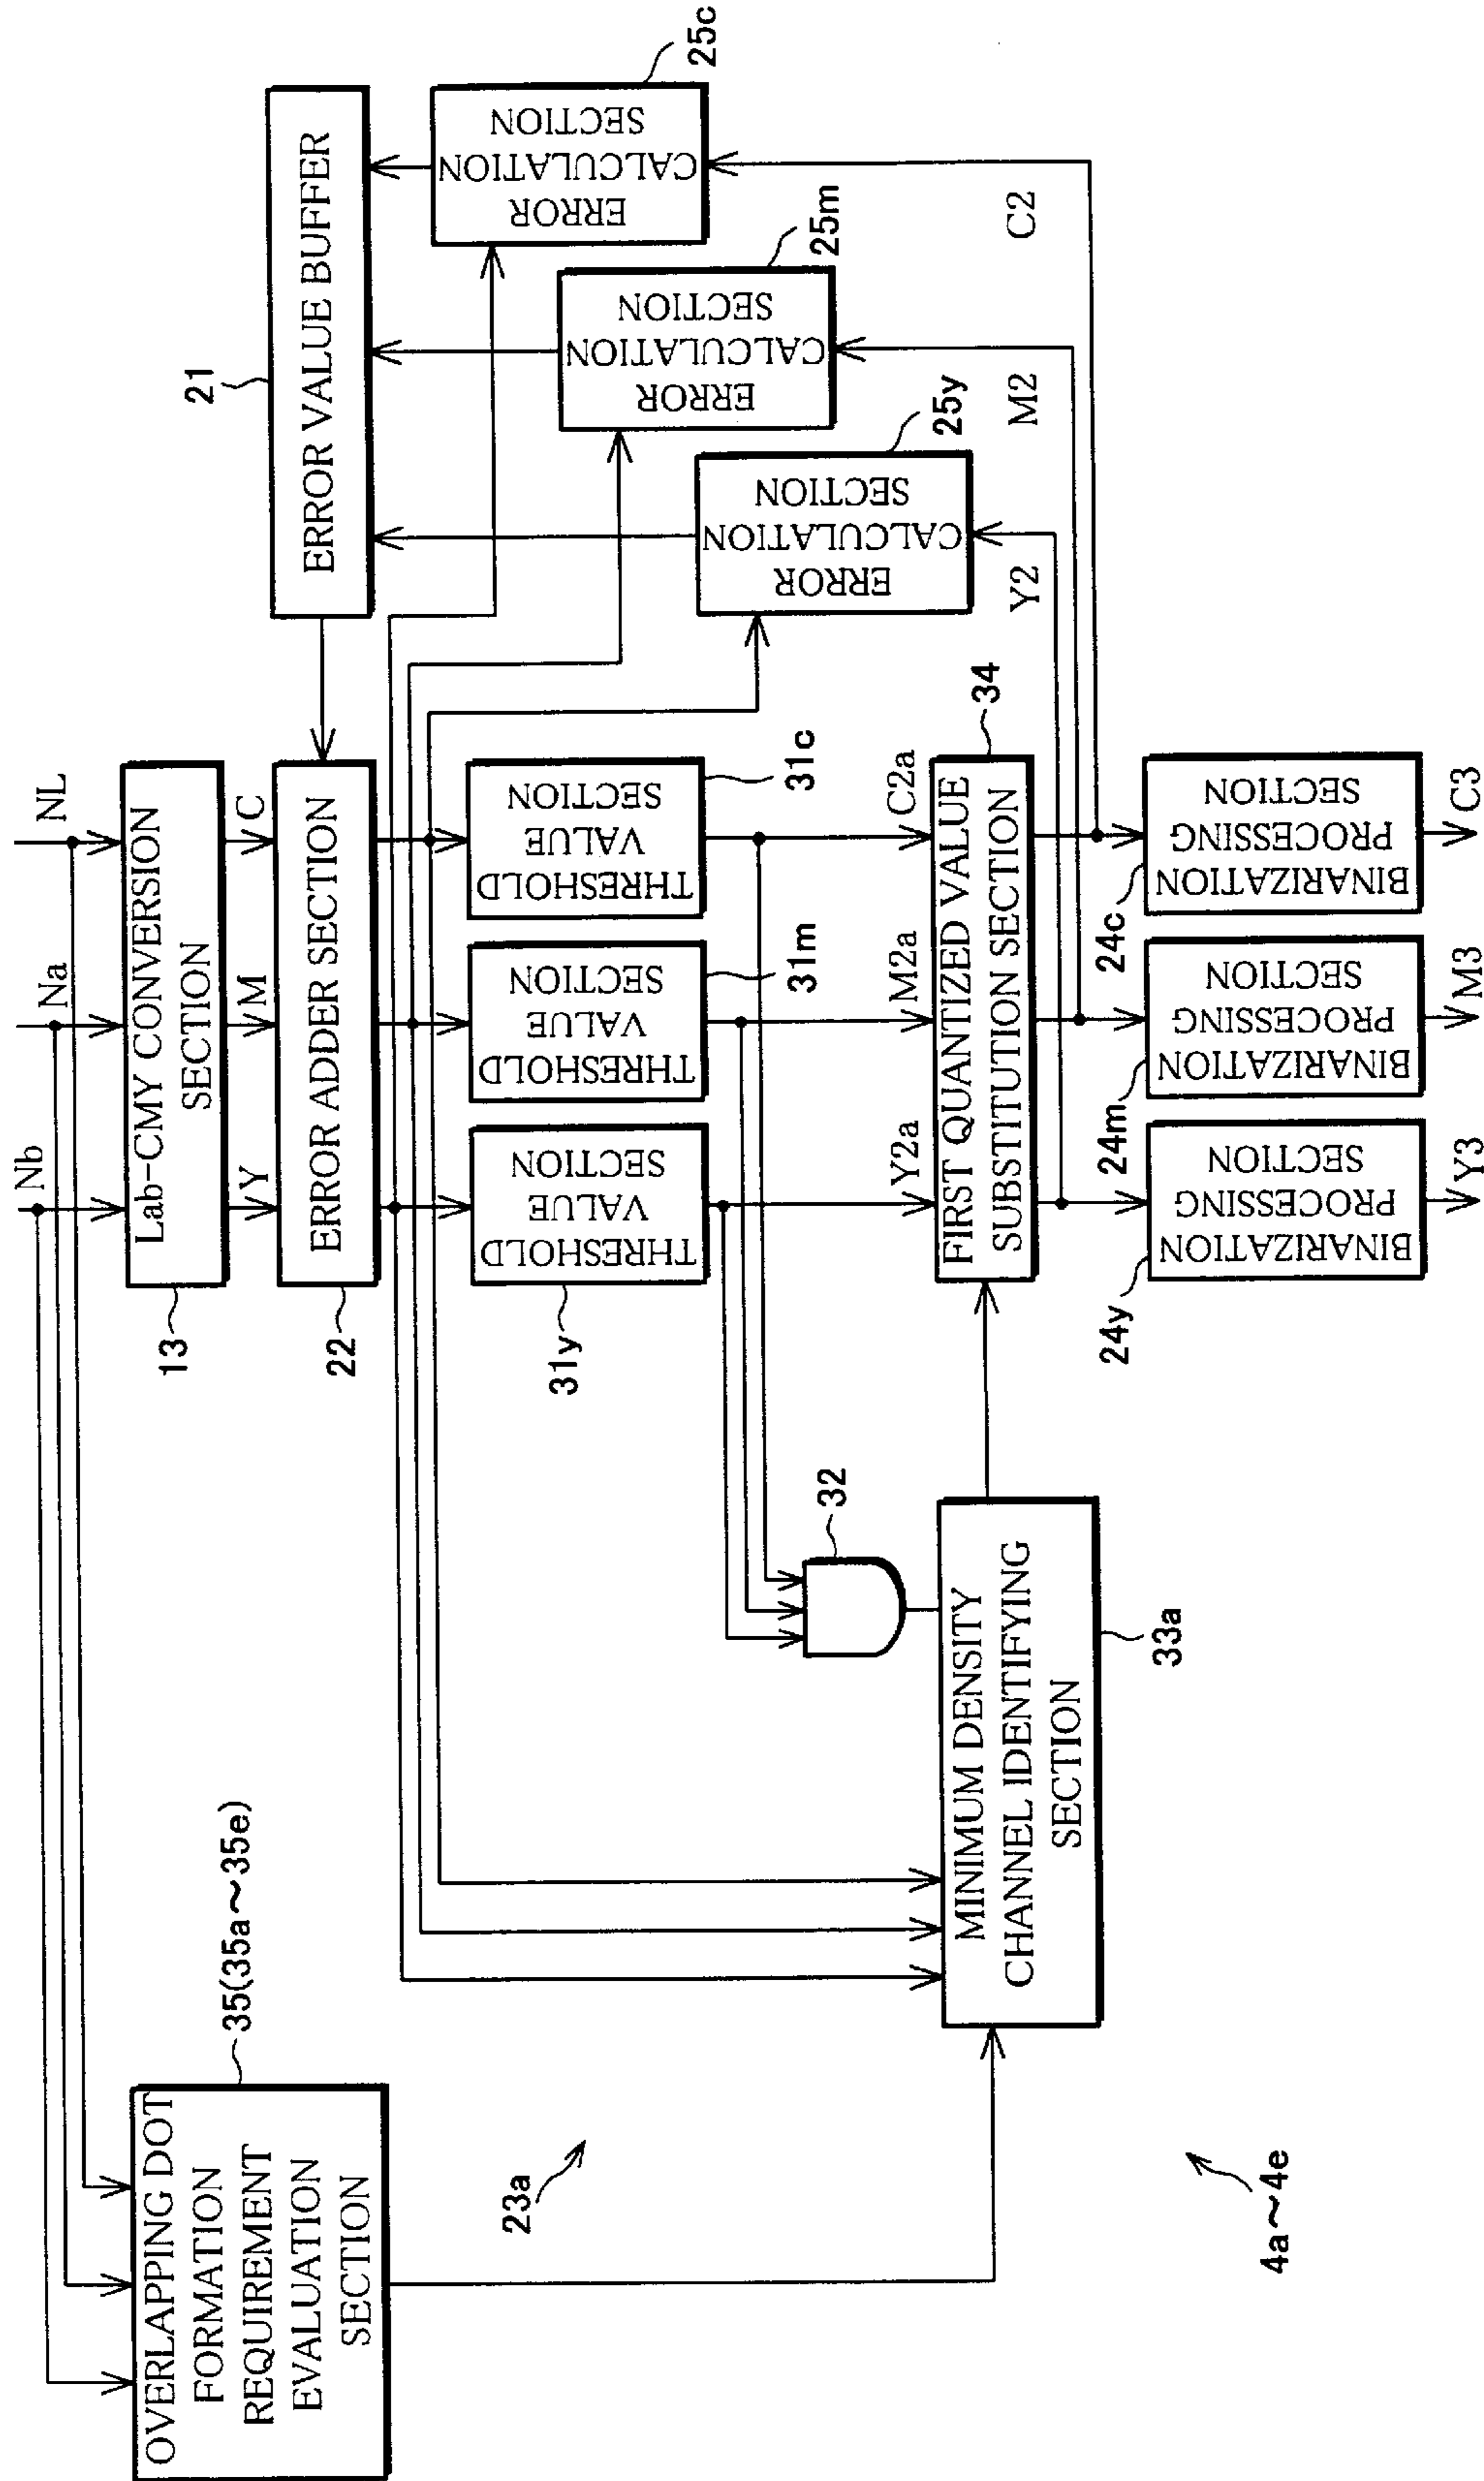 NL
Na
Nb
Lab-CMY CONVERSION
SECTION
13
C
M
Y
ERROR ADDER SECTION
22
ERROR VALUE BUFFER
21
ERROR
CALCULATION
SECTION
25c
ERROR
CALCULATION
SECTION
25m
ERROR
CALCULATION
SECTION
25y
THRESHOLD
VALUE
SECTION
31c
THRESHOLD
VALUE
SECTION
31m
THRESHOLD
VALUE
SECTION
31y
C2a
M2a
Y2a
C2
M2
Y2
FIRST QUANTIZED VALUE
SUBSTITUTION SECTION
34
BINARIZATION
PROCESSING
SECTION
24c
BINARIZATION
PROCESSING
SECTION
24m
BINARIZATION
PROCESSING
SECTION
24y
C3
M3
Y3
32
MINIMUM DENSITY
CHANNEL IDENTIFYING
SECTION
33a
OVERLAPPING DOT
FORMATION
REQUIREMENT
EVALUATION
SECTION
35(35a~35e)
23a
4a~4e